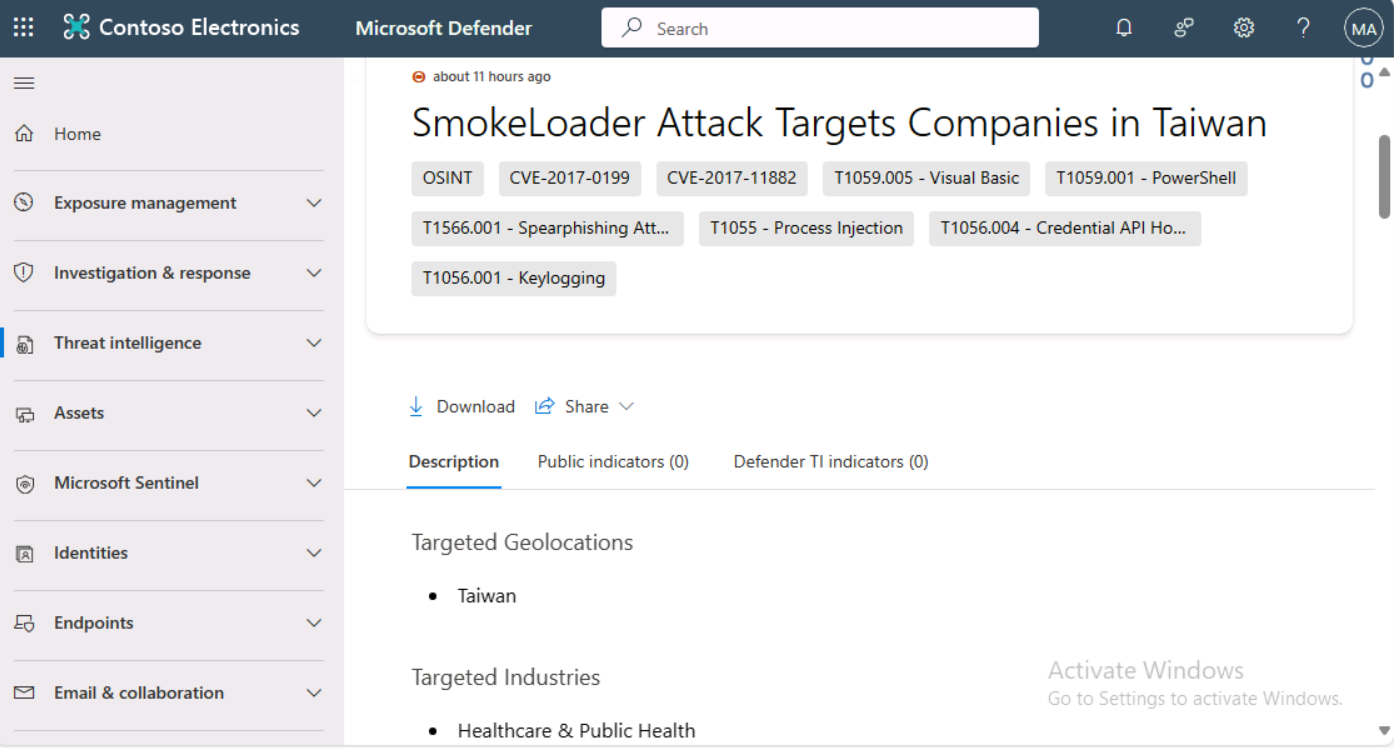 Contoso Electronics Microsoft Defender Search ? MA
about 11 hours ago
SmokeLoader Attack Targets Companies in Taiwan
OSINT CVE-2017-0199 CVE-2017-11882 T1059.005 - Visual Basic T1059.001 - PowerShell
T1566.001 - Spearphishing Att... T1055 - Process Injection T1056.004 - Credential API Ho...
T1056.001 - Keylogging
Home
Exposure management
Investigation & response
Threat intelligence
Assets
Microsoft Sentinel
Identities
Endpoints
Email & collaboration
Download Share
Description Public indicators (0) Defender TI indicators (0)
Targeted Geolocations
• Taiwan
Targeted Industries
• Healthcare & Public Health
Activate Windows
Go to Settings to activate Windows.